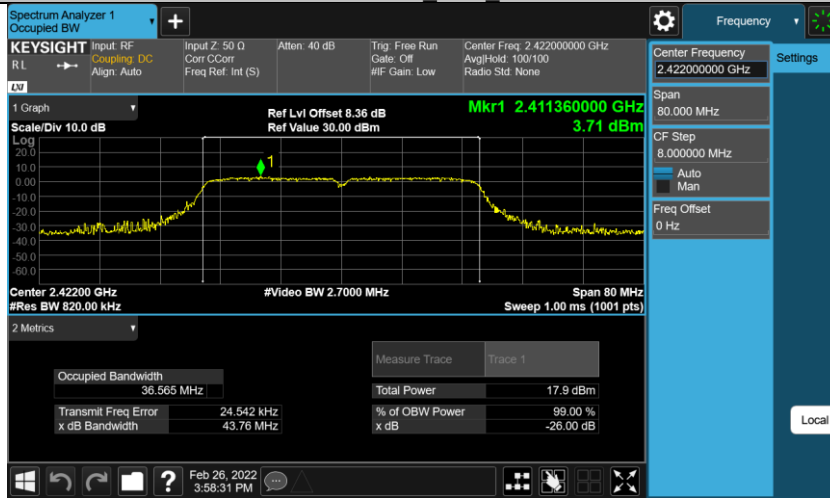 Spectrum Analyzer 1
Occupied BW
KEYSIGHT
RL
LXI
Input: RF
Coupling: DC
Align: Auto
Input Z: 50 Ω
Corr CCorr
Freq Ref: Int (S)
Atten: 40 dB
Trig: Free Run
Gate: Off
#IF Gain: Low
Center Freq: 2.422000000 GHz
Avg|Hold: 100/100
Radio Std: None
1 Graph
Scale/Div 10.0 dB
Ref Lvl Offset 8.36 dB
Ref Value 30.00 dBm
Mkr1 2.411360000 GHz
3.71 dBm
Log
20.0
10.0
0.00
-10.0
-20.0
-30.0
-40.0
-50.0
-60.0
1
Center 2.42200 GHz
#Res BW 820.00 kHz
#Video BW 2.7000 MHz
Span 80 MHz
Sweep 1.00 ms (1001 pts)
2 Metrics
Measure Trace Trace 1
Occupied Bandwidth
36.565 MHz
Total Power 17.9 dBm
Transmit Freq Error 24.542 kHz
x dB Bandwidth 43.76 MHz
% of OBW Power 99.00 %
x dB -26.00 dB
?
Feb 26, 2022
3:58:31 PM
Frequency
Settings
Center Frequency
2.422000000 GHz
Span
80.000 MHz
CF Step
8.000000 MHz
Auto
Man
Freq Offset
0 Hz
Local